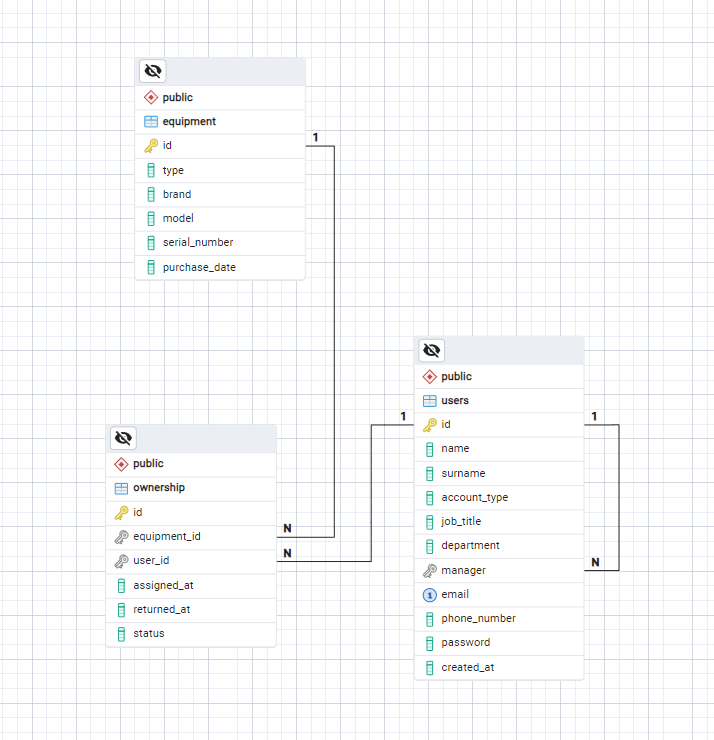 public
equipment
id
1
type
brand
model
serial_number
purchase_date
public
users
1
id
1
name
surname
account_type
job_title
department
manager
N
email
phone_number
password
created_at
public
ownership
id
equipment_id
N
user_id
N
assigned_at
returned_at
status